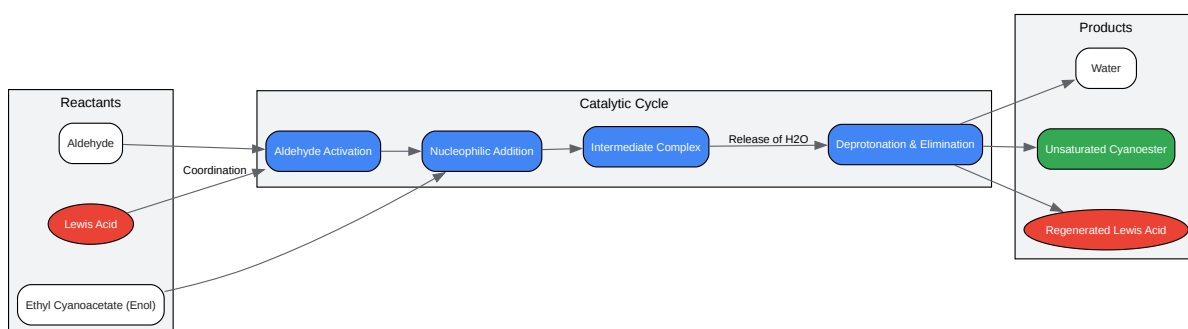 Reactants
Aldehyde
Lewis Acid
Ethyl Cyanoacetate (Enol)
Coordination
Catalytic Cycle
Aldehyde Activation
Nucleophilic Addition
Intermediate Complex
Release of H2O
Deprotonation & Elimination
Products
Water
Unsaturated Cyanoester
Regenerated Lewis Acid